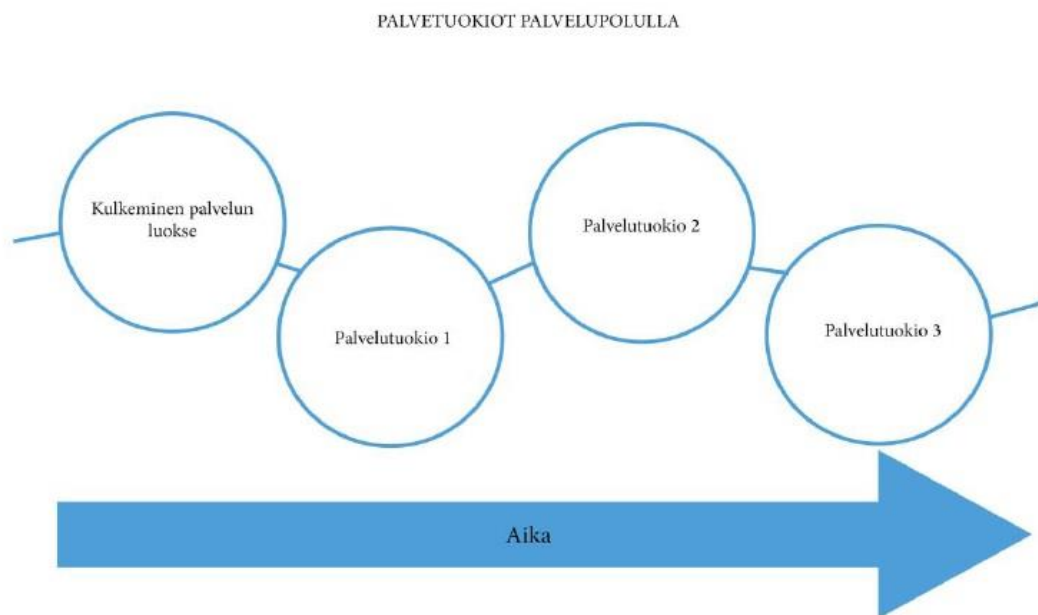 PALVETUOKIOT PALVELUPOLULLA
Kulkeminen palvelun
luokse
Palvelutuokio 1
Palvelutuokio 2
Palvelutuokio 3
Aika